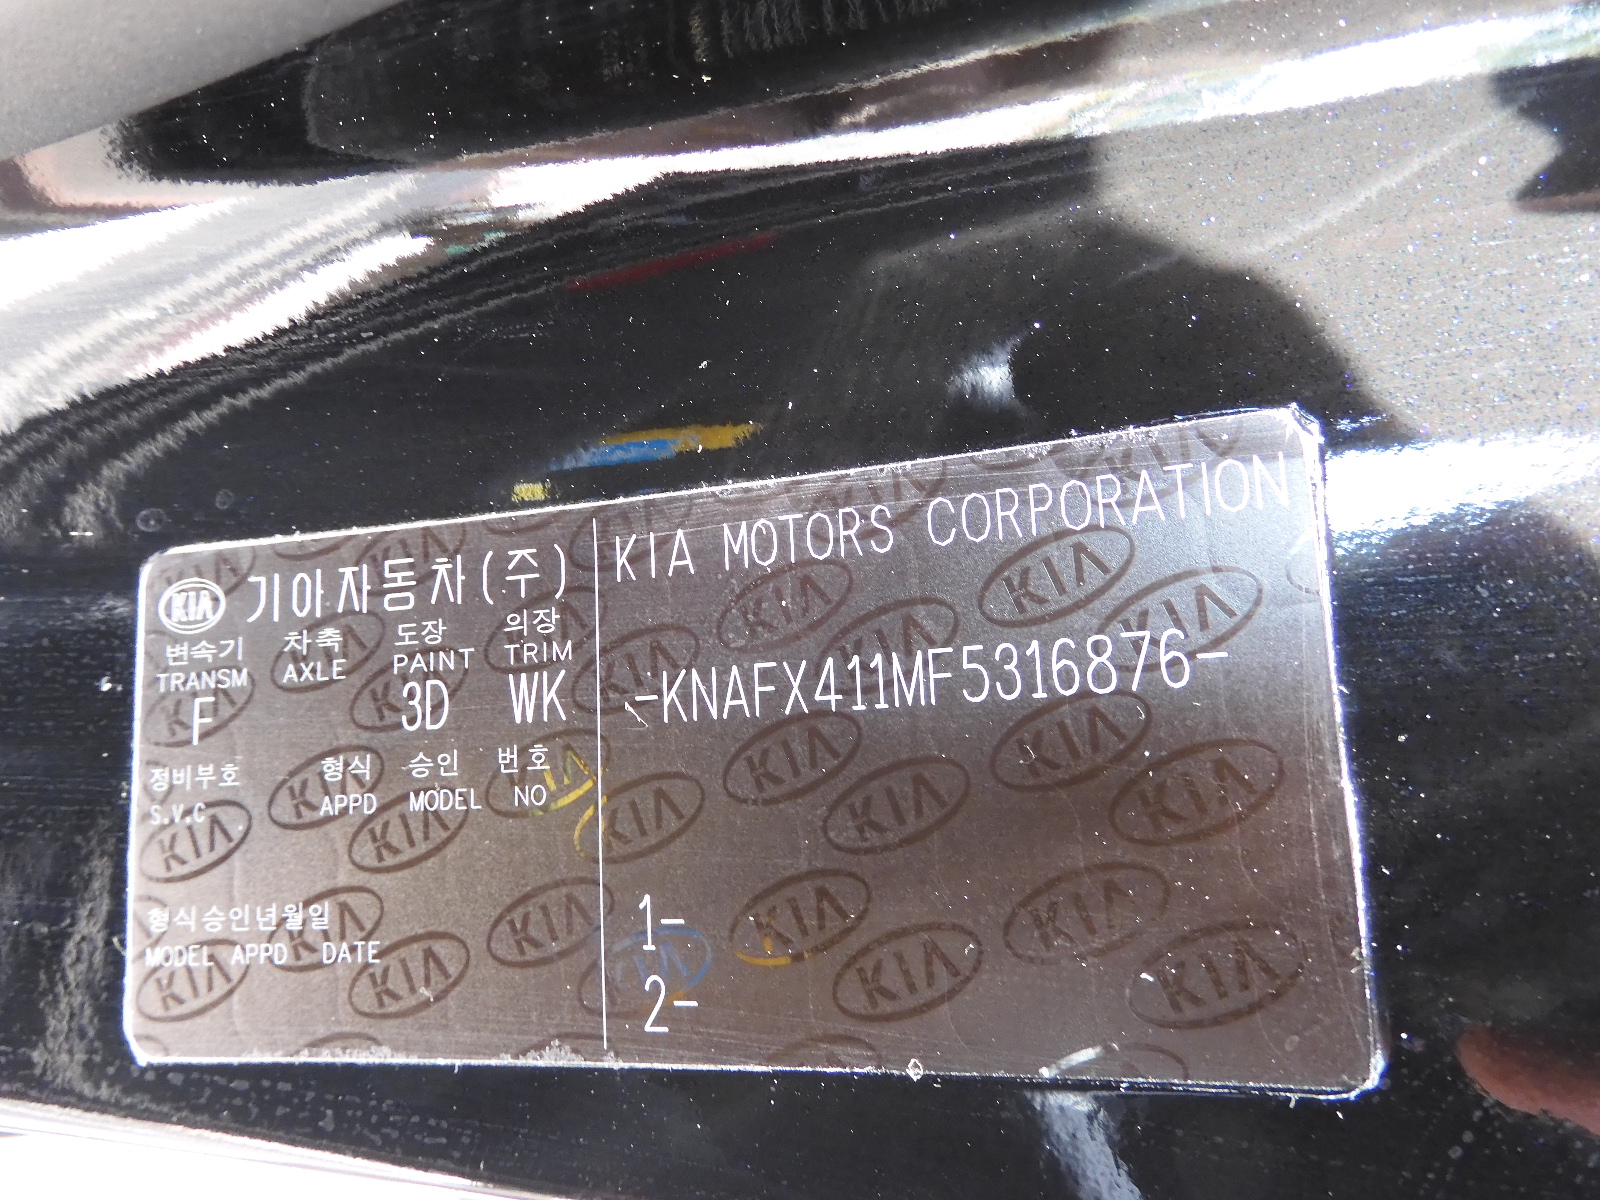 KIA 기아자동차(주)
변속기 차축 도장 의장
TRANSM AXLE PAINT TRIM
F 3D WK
정비부호 형식 승인 번호
S.V.C APPD MODEL NO
형식승인년월일
MODEL APPD DATE
KIA MOTORS CORPORATION
-KNAFX411MF5316876-
1-
2-